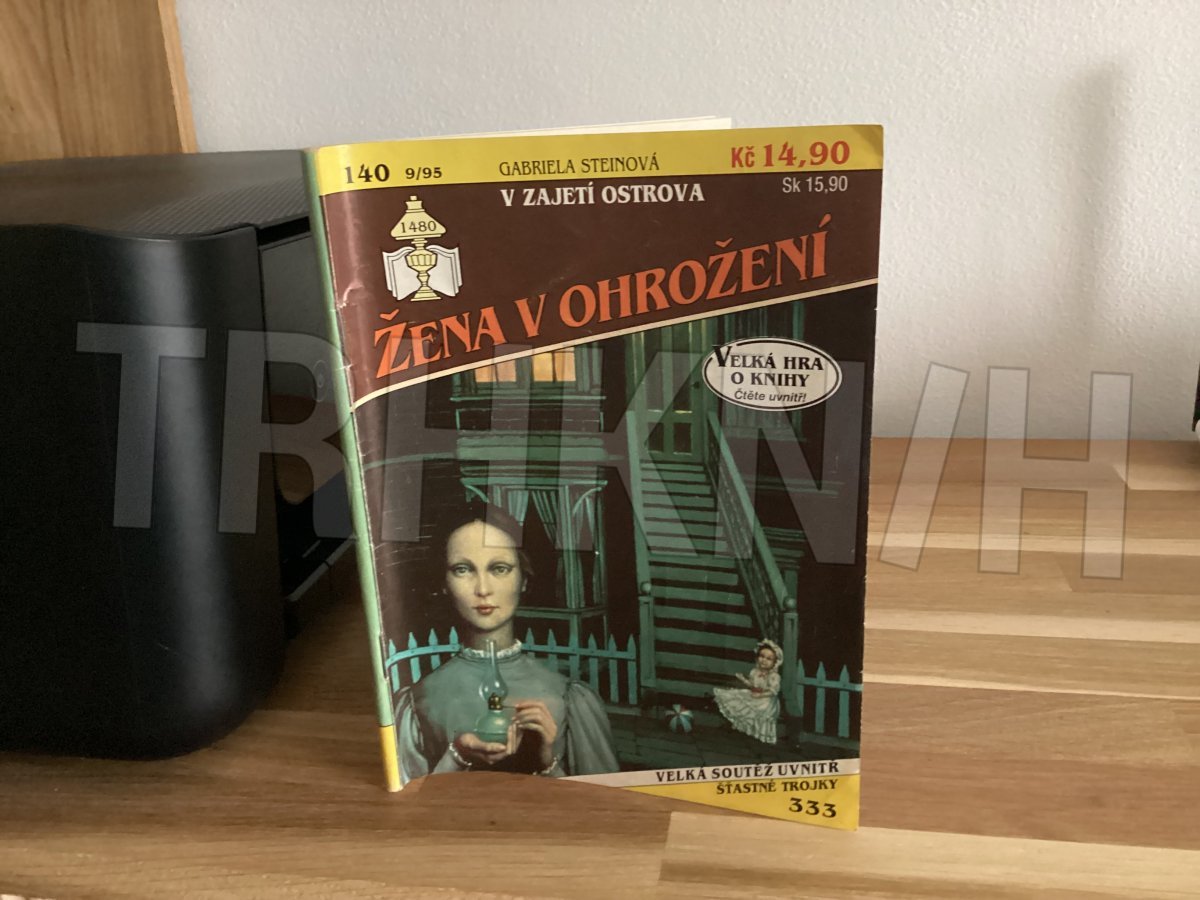 140 9/95
GABRIELA STEINOVÁ
Kč 14,90
V ZAJETÍ OSTROVA
Sk 15,90
1480
ŽENA V OHROŽENÍ
VELKÁ HRA
O KNIHY
Čtěte uvnitř!
TRHKNIH
VELKÁ SOUTĚŽ UVNITŘ
ŠŤASTNÉ TROJKY
333